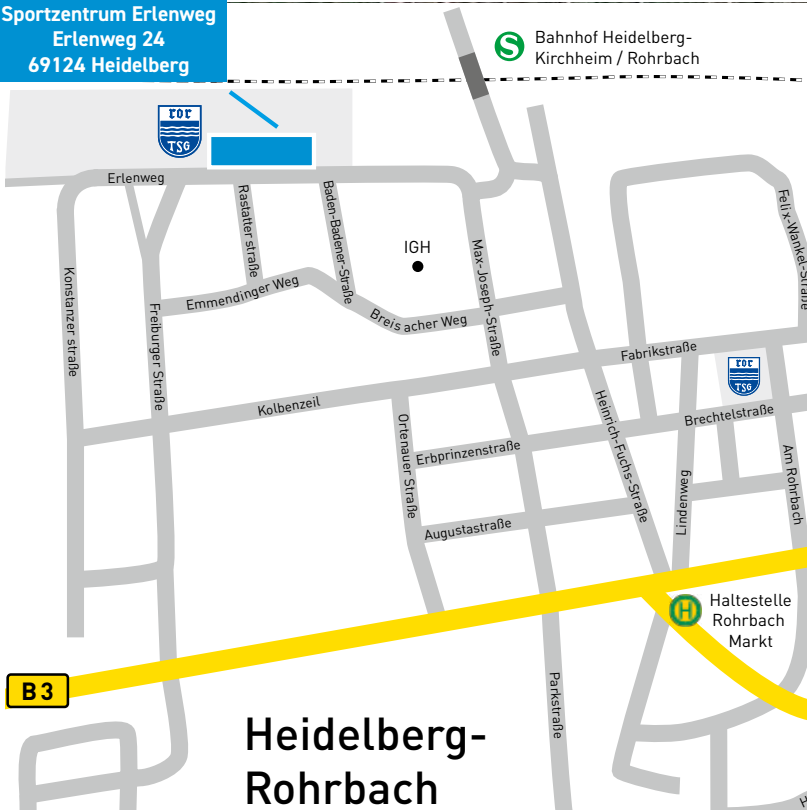 Sportzentrum Erlenweg
Erlenweg 24
69124 Heidelberg
S
Bahnhof Heidelberg-
Kirchheim / Rohrbach
ror
TSG
Erlenweg
Rastatter straße
Baden-Badener-Straße
IGH
Max-Joseph-Straße
Felix-Wankel-Straße
Konstanzer straße
Freiburger Straße
Emmendinger Weg
Breis acher Weg
Fabrikstraße
ror
TSG
Kolbenzeil
Ortenauer Straße
Heinrich-Fuchs-Straße
Brechtelstraße
Erbprinzenstraße
Am Rohrbach
Lindenweg
Augustastraße
H
Haltestelle
Rohrbach
Markt
B 3
Parkstraße
Heidelberg-
Rohrbach